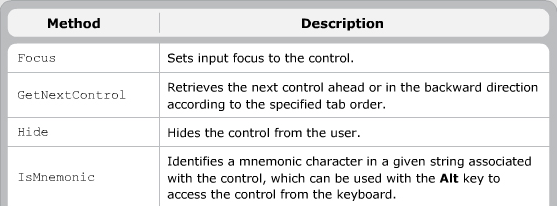 Method Description
Focus Sets input focus to the control.
GetNextControl Retrieves the next control ahead or in the backward direction
according to the specified tab order.
Hide Hides the control from the user.
IsMnemonic Identifies a mnemonic character in a given string associated
with the control, which can be used with the Alt key to
access the control from the keyboard.